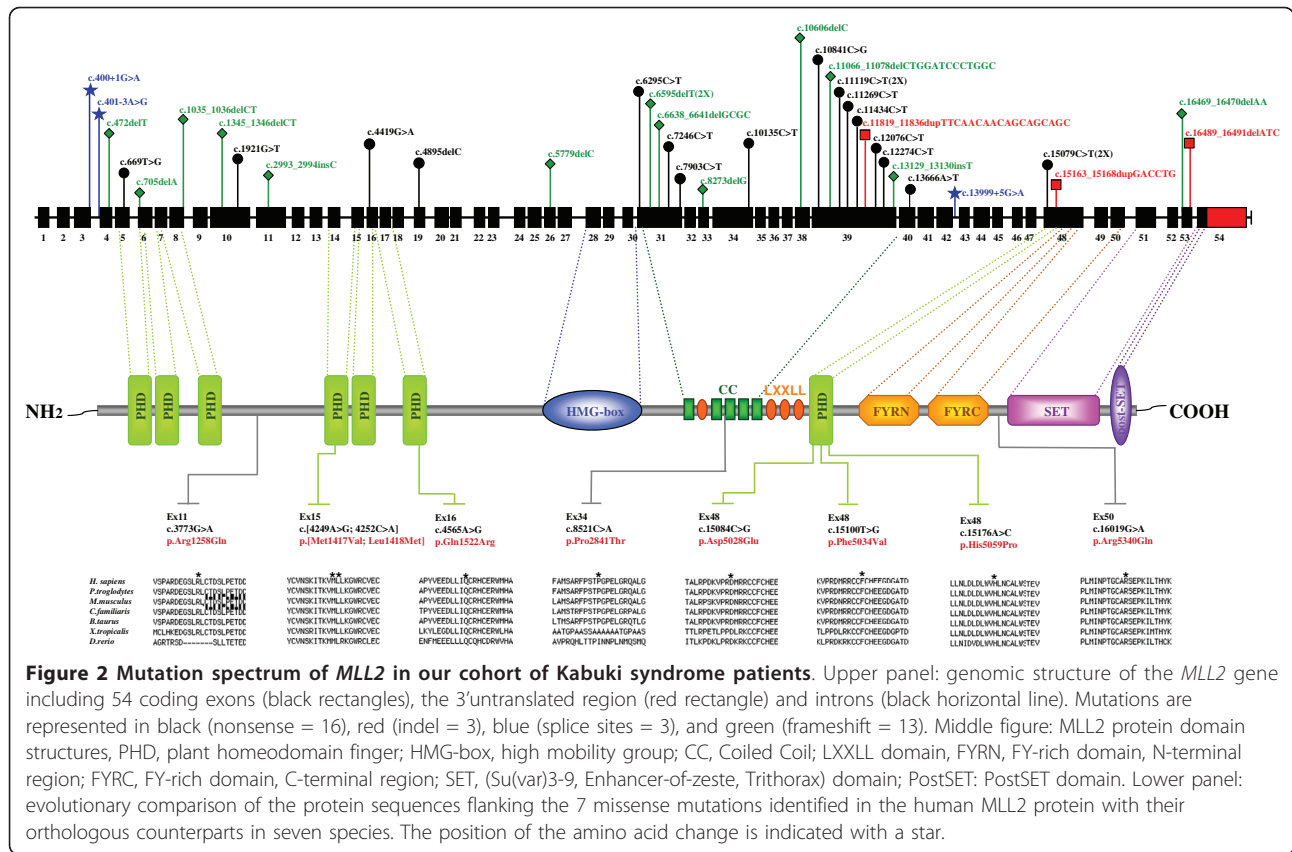 c.10606delC
c.10841C>G
c.11066_11078delCTGGATCCCTGGC
c.400+1G>A
c.6295C>T
c.11119C>T(2X)
c.401-3A>G
c.6595delT(2X)
c.11269C>T
c.16469_16470delAA
c.472delT
c.1035_1036delCT
c.6638_6641delGCGC
c.11434C>T
c.1345_1346delCT
c.4419G>A
c.7246C>T
c.10135C>T
c.11819_11836dupTTCAACAACAGCAGCAGC
c.16489_16491delATC
c.669T>G
c.1921G>T
c.4895delC
c.5779delC
c.7903C>T
c.12076C>T
c.15079C>T(2X)
c.705delA
c.2993_2994insC
c.8273delG
c.12274C>T
c.13129_13130insT
c.15163_15168dupGACCTG
c.13666A>T
c.13999+5G>A
1 2 3 4 5 6 7 8 9 10 11 12 13 14 15 16 17 18 19 20 21 22 23 24 25 26 27 28 29 30 31 32 33 34 35 36 37 38 39 40 41 42 43 44 45 46 47 48 49 50 51 52 53 54
CC LXXLL
NH2 PHD PHD PHD PHD PHD PHD HMG-box PHD FYRN FYRC SET post-SET COOH
Ex11 Ex15 Ex16 Ex34 Ex48 Ex48 Ex48 Ex50
c.3773G>A c.[4249A>G; 4252C>A] c.4565A>G c.8521C>A c.15084C>G c.15100T>G c.15176A>C c.16019G>A
p.Arg1258Gln p.[Met1417Val; Leu1418Met] p.Gln1522Arg p.Pro2841Thr p.Asp5028Glu p.Phe5034Val p.His5059Pro p.Arg5340Gln
* ** * * * * * *
H. sapiens VSPARDEGSLRLCTDSLPETDD YCVNSKITKVMLLKGWRCVEC APYVEEDLLIQCRHCERWMHA FAMSARFPSTPGPELGRQALG TALRPDKVPRDMRRCCFCHEE KVPRDMRRCCFCHEEGDGATD LLNLDLDLWVHLNCALWSTEV PLMINPTGCARSEPKILTHYK
P.troglodytes
M.musculus
C.familiaris
B.taurus
X.tropicalis
D.rerio
Figure 2 Mutation spectrum of MLL2 in our cohort of Kabuki syndrome patients. Upper panel: genomic structure of the MLL2 gene
including 54 coding exons (black rectangles), the 3'untranslated region (red rectangle) and introns (black horizontal line). Mutations are
represented in black (nonsense = 16), red (indel = 3), blue (splice sites = 3), and green (frameshift = 13). Middle figure: MLL2 protein domain
structures, PHD, plant homeodomain finger; HMG-box, high mobility group; CC, Coiled Coil; LXXLL domain, FYRN, FY-rich domain, N-terminal
region; FYRC, FY-rich domain, C-terminal region; SET, (Su(var)3-9, Enhancer-of-zeste, Trithorax) domain; PostSET: PostSET domain. Lower panel:
evolutionary comparison of the protein sequences flanking the 7 missense mutations identified in the human MLL2 protein with their
orthologous counterparts in seven species. The position of the amino acid change is indicated with a star.